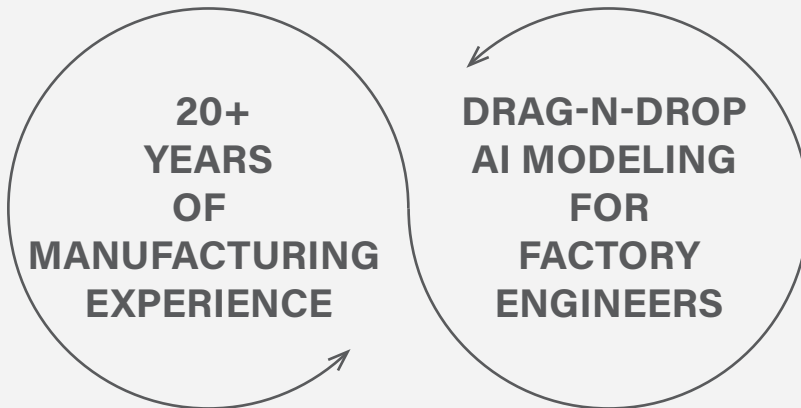 20+
YEARS
OF
MANUFACTURING
EXPERIENCE
DRAG-N-DROP
AI MODELING
FOR
FACTORY
ENGINEERS